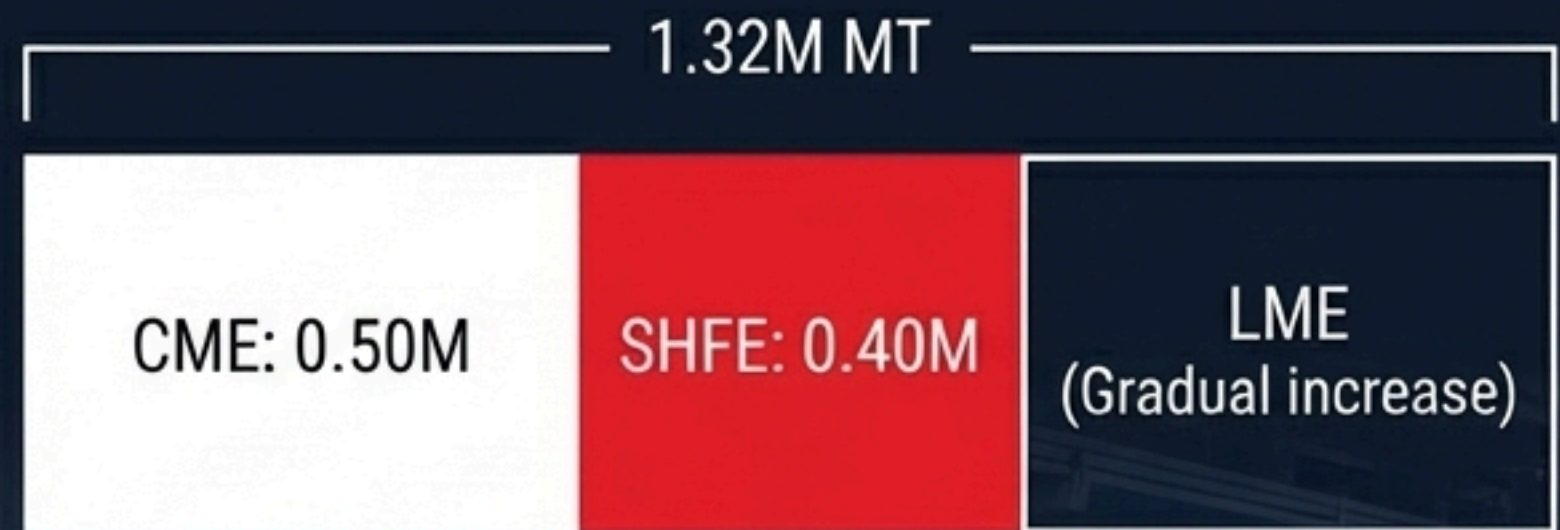 1.32M MT
CME: 0.50M
SHFE: 0.40M
LME
(Gradual increase)